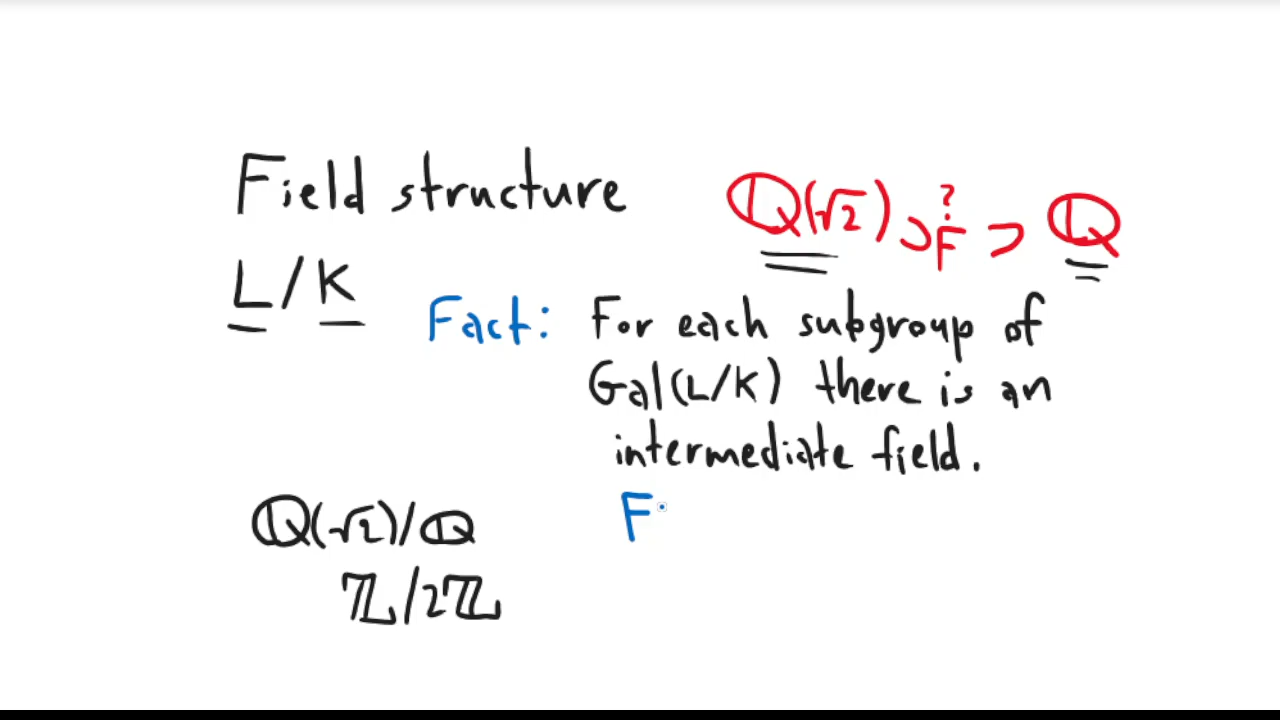 Field structure
ℚ(√2) ⊃ F ⊃ ℚ
?
L/K
Fact: For each subgroup of
Gal(L/K) there is an
intermediate field.
F
ℚ(√2)/ℚ
ℤ/2ℤ